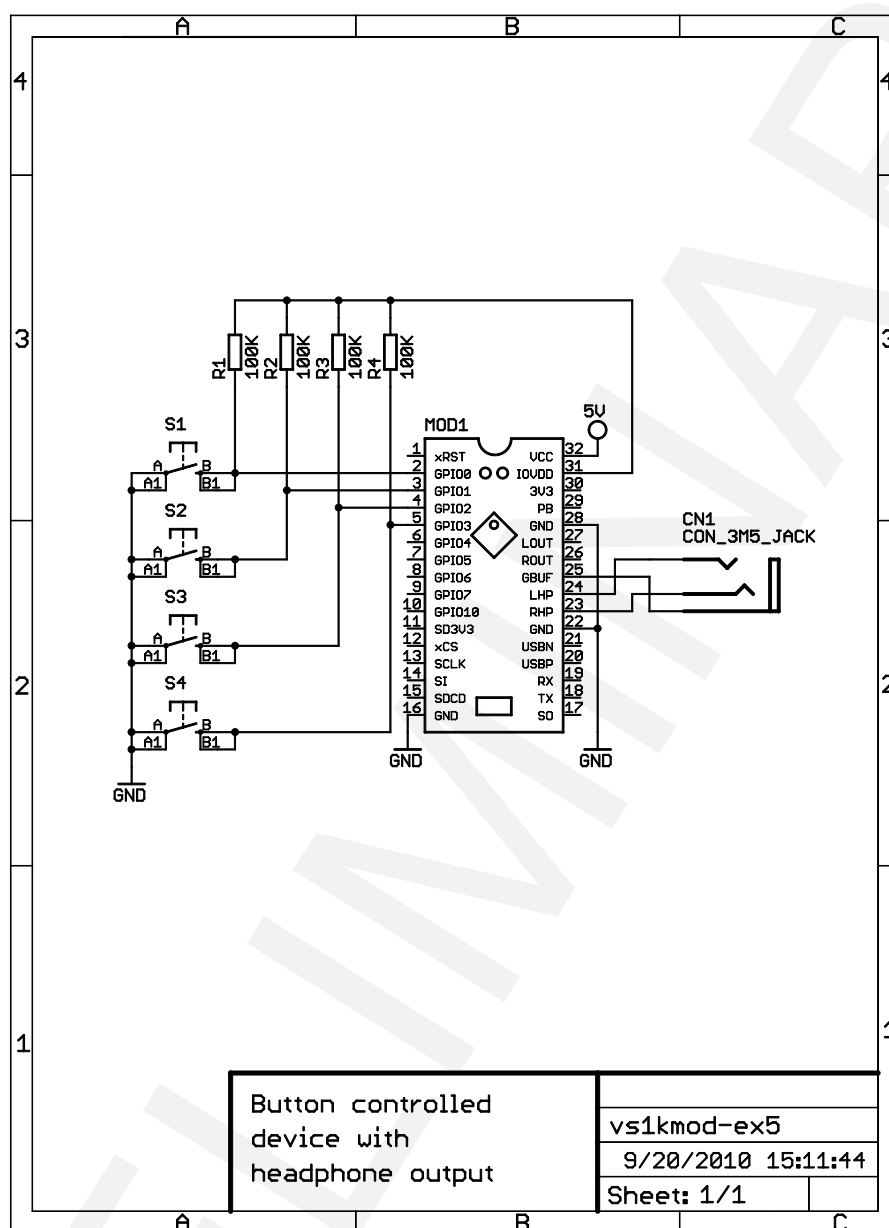 A B C
4 4
3 3
R1 100K R2 100K R3 100K R4 100K
5V
S1
MOD1
A B
A1 B1
S2
A B
A1 B1
S3
A B
A1 B1
S4
A B
A1 B1
GND
1 xRST VCC 32
2 GPIO0 IOVDD 31
3 GPIO1 3V3 30
4 GPIO2 PB 29
5 GPIO3 GND 28
6 GPIO4 LOUT 27
7 GPIO5 ROUT 26
8 GPIO6 GBUF 25
9 GPIO7 LHP 24
10 GPIO10 RHP 23
11 SD3V3 GND 22
12 xCS USBN 21
13 SCLK USBP 20
14 SI RX 19
15 SDCD TX 18
16 GND SO 17
GND GND
CN1
CON_3M5_JACK
2 2
1 1
Button controlled
device with
headphone output
vs1kmod-ex5
9/20/2010 15:11:44
Sheet: 1/1
A B C